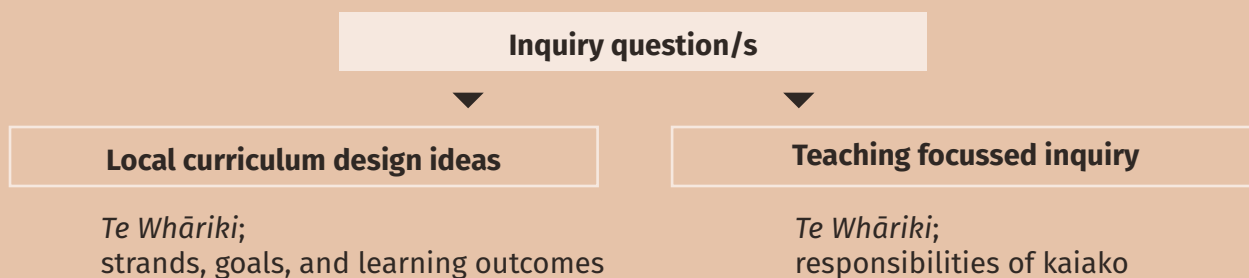 Inquiry question/s
Local curriculum design ideas
Te Whāriki;
strands, goals, and learning outcomes
Teaching focussed inquiry
Te Whāriki;
responsibilities of kaiako